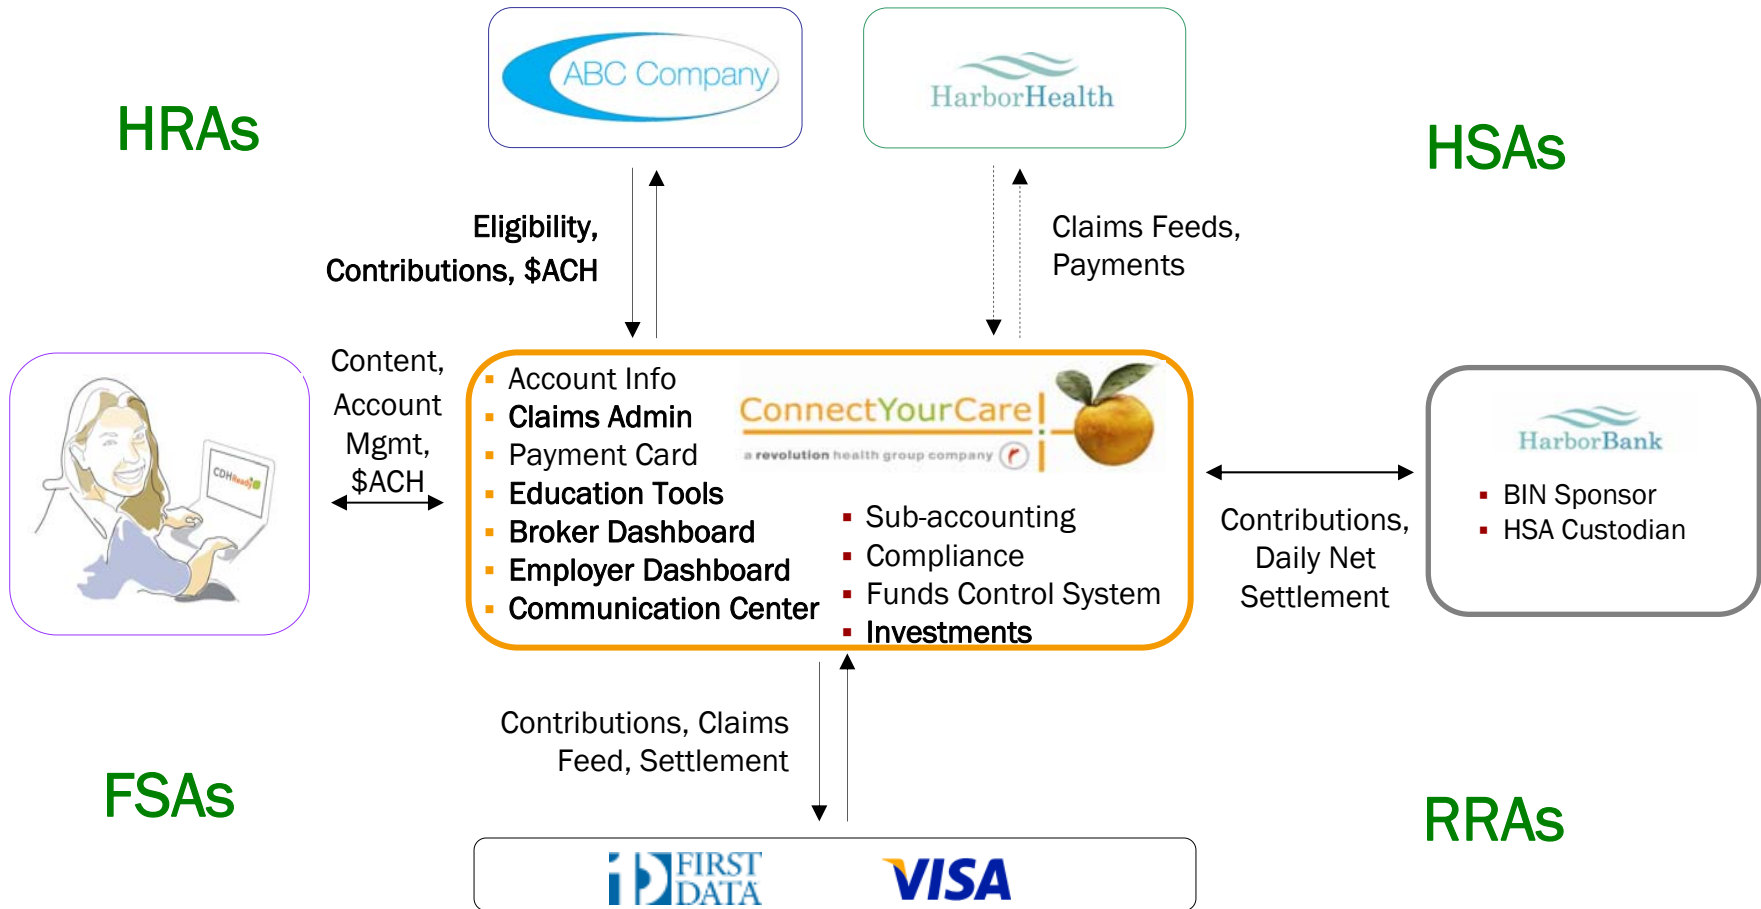 ABC Company
HarborHealth
HRAs
HSAs
Eligibility,
Contributions, $ACH
Claims Feeds,
Payments
Content,
Account
Mgmt,
$ACH
CDHReady
▪ Account Info
▪ Claims Admin
▪ Payment Card
▪ Education Tools
▪ Broker Dashboard
▪ Employer Dashboard
▪ Communication Center
ConnectYourCare
a revolution health group company
▪ Sub-accounting
▪ Compliance
▪ Funds Control System
▪ Investments
Contributions,
Daily Net
Settlement
HarborBank
▪ BIN Sponsor
▪ HSA Custodian
Contributions, Claims
Feed, Settlement
FSAs
RRAs
FIRST
DATA
VISA